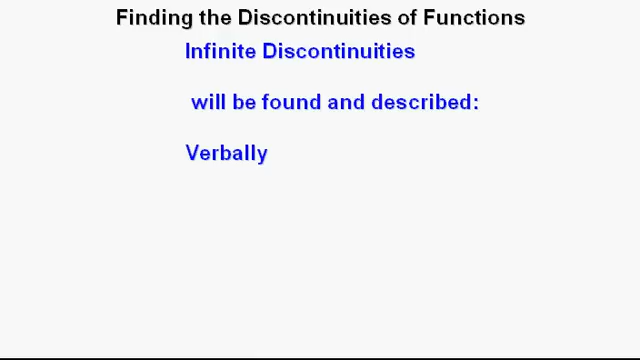 Finding the Discontinuities of Functions
Infinite Discontinuities
will be found and described:
Verbally